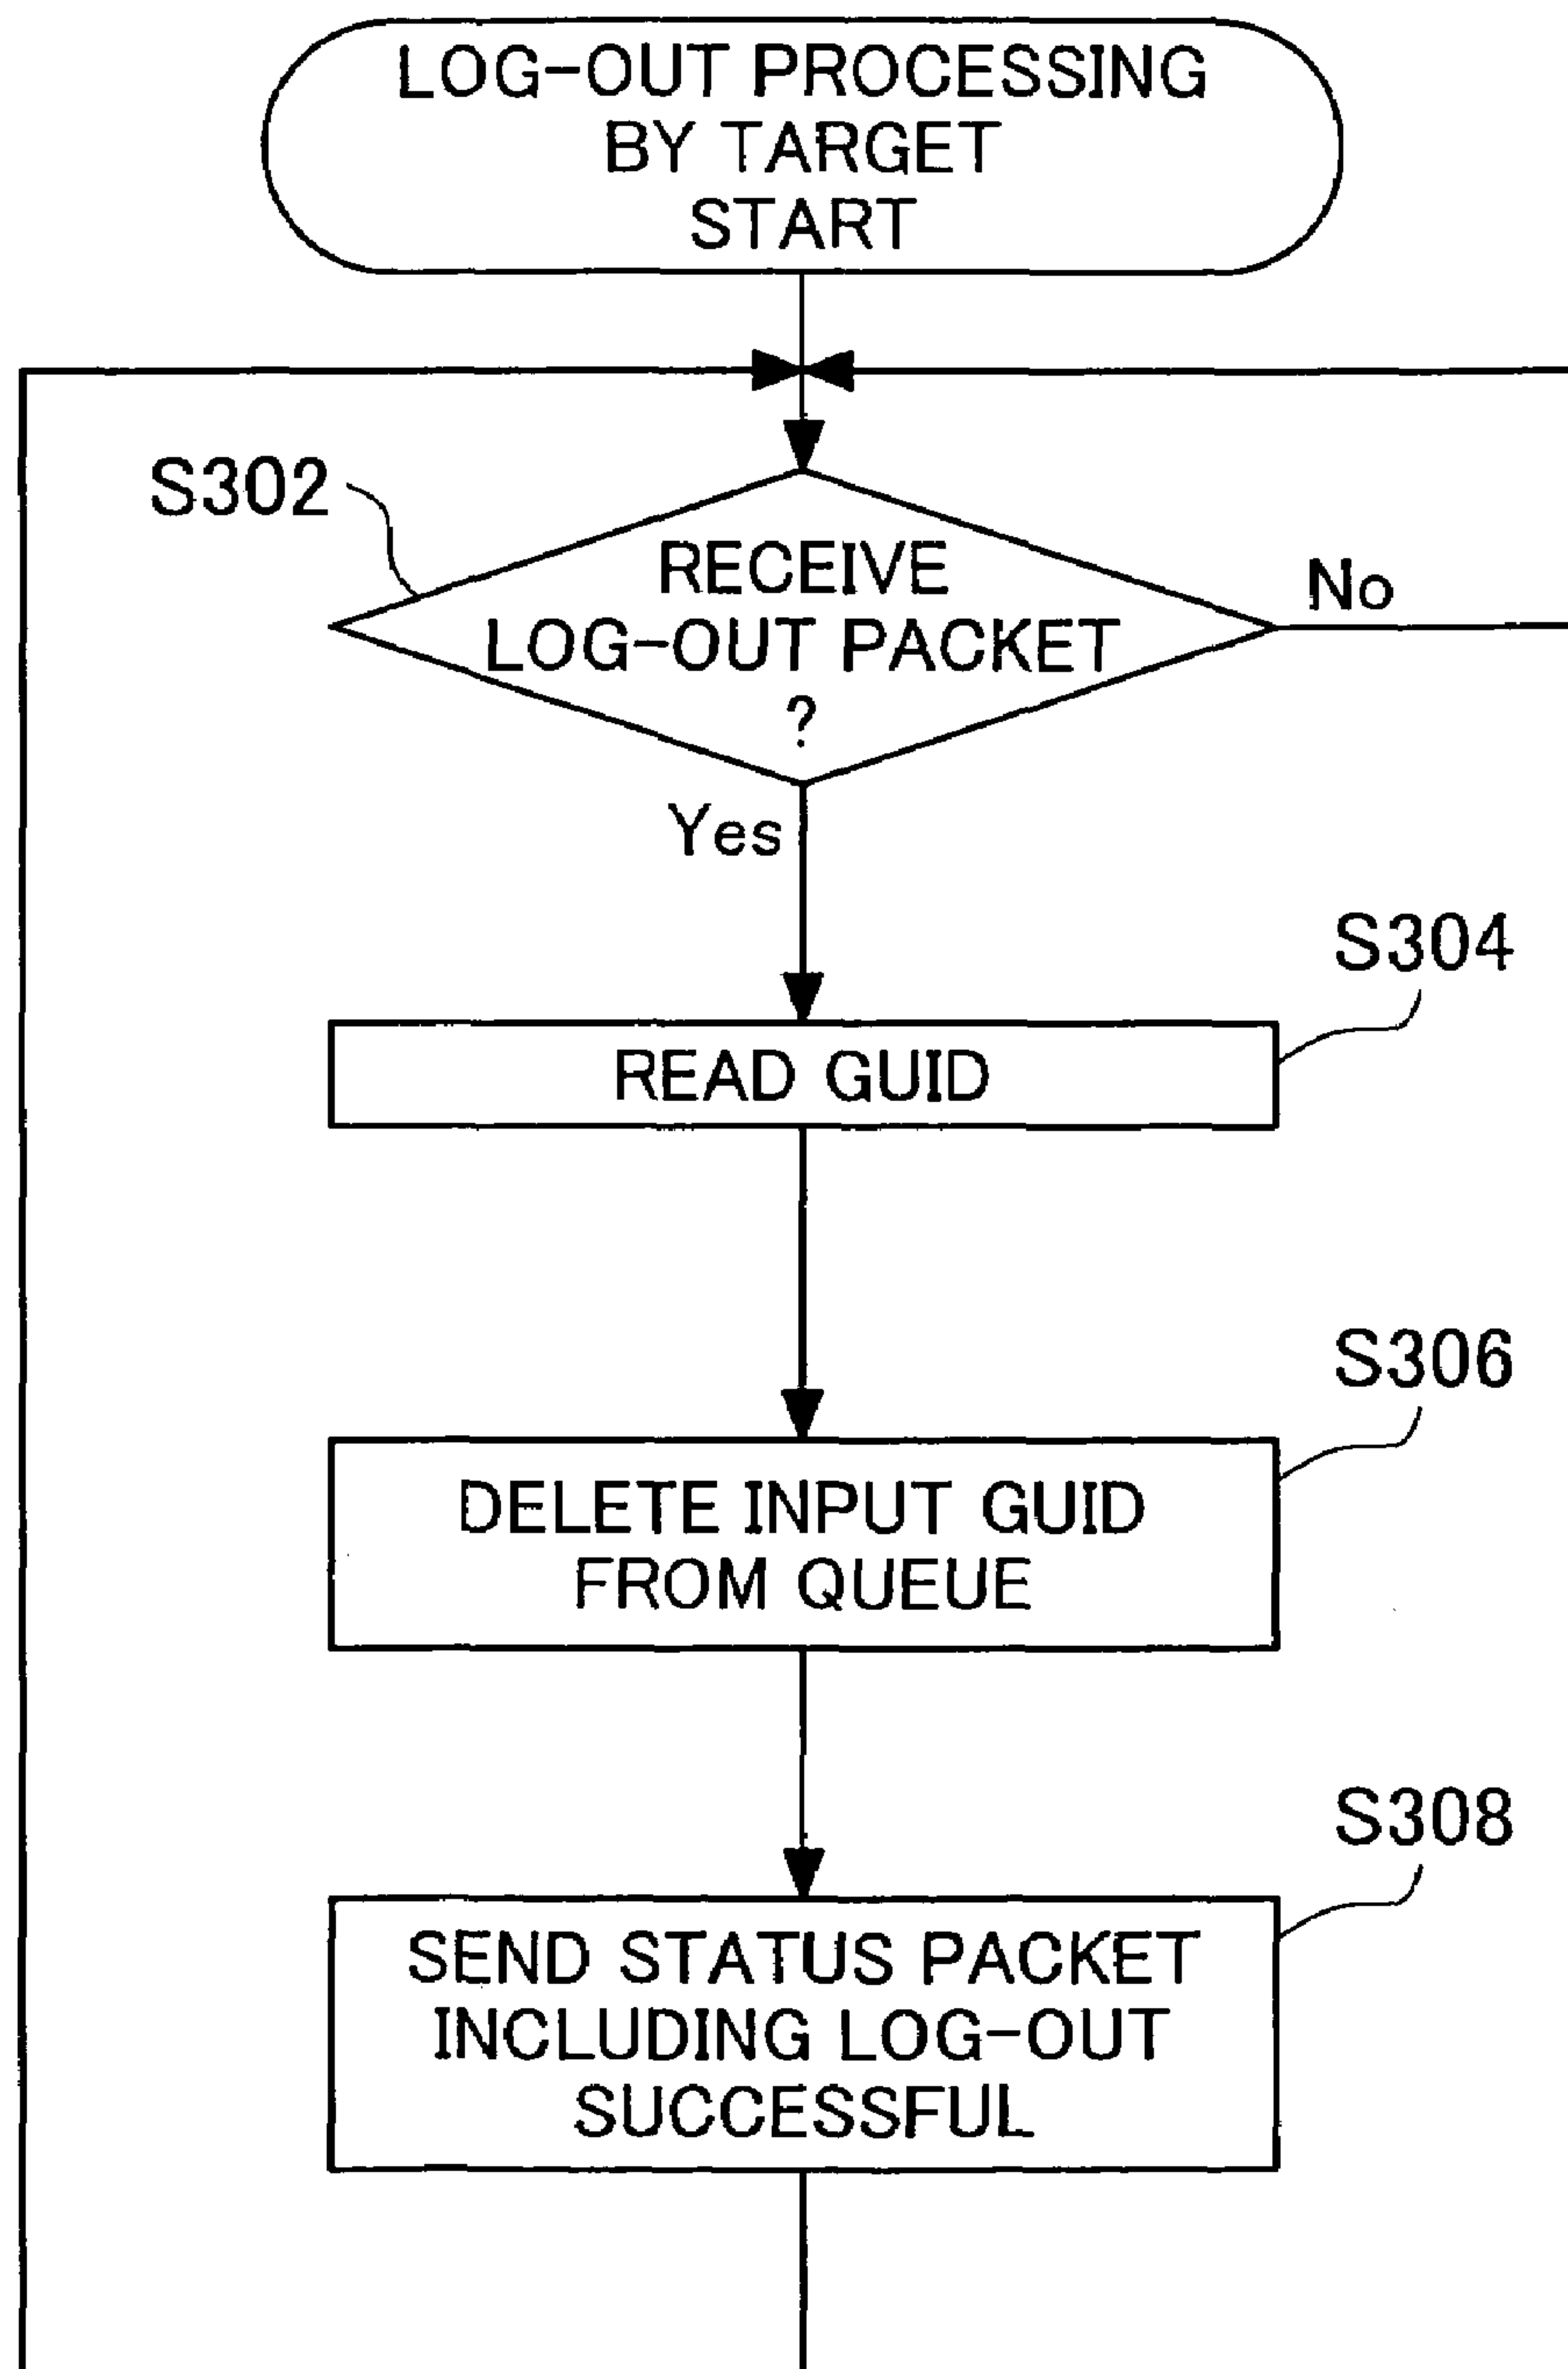 LOG-OUT PROCESSING
BY TARGET
START
S302
RECEIVE
LOG-OUT PACKET
?
No
Yes
S304
READ GUID
S306
DELETE INPUT GUID
FROM QUEUE
S308
SEND STATUS PACKET
INCLUDING LOG-OUT
SUCCESSFUL